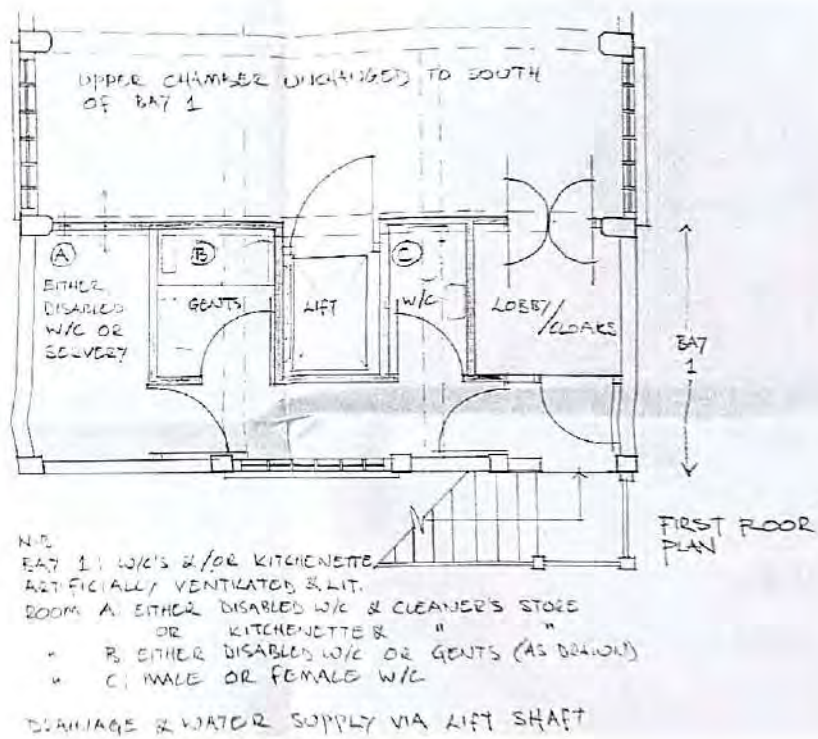 UPPER CHAMBER UNCHANGED TO SOUTH
OF BAY 1
A
EITHER
DISABLED
W/C OR
SERVERY
B
GENTS
LIFT
C
W/C
LOBBY/
/CLOAKS
BAY
1
FIRST FLOOR
PLAN
N.B.
BAY 1: W/C'S &/OR KITCHENETTE
ARTIFICIALLY VENTILATED & LIT.
ROOM A: EITHER DISABLED W/C & CLEANER'S STORE
OR KITCHENETTE & " "
" B: EITHER DISABLED W/C OR GENTS (AS DRAWN)
" C: MALE OR FEMALE W/C
DRAINAGE & WATER SUPPLY VIA LIFT SHAFT